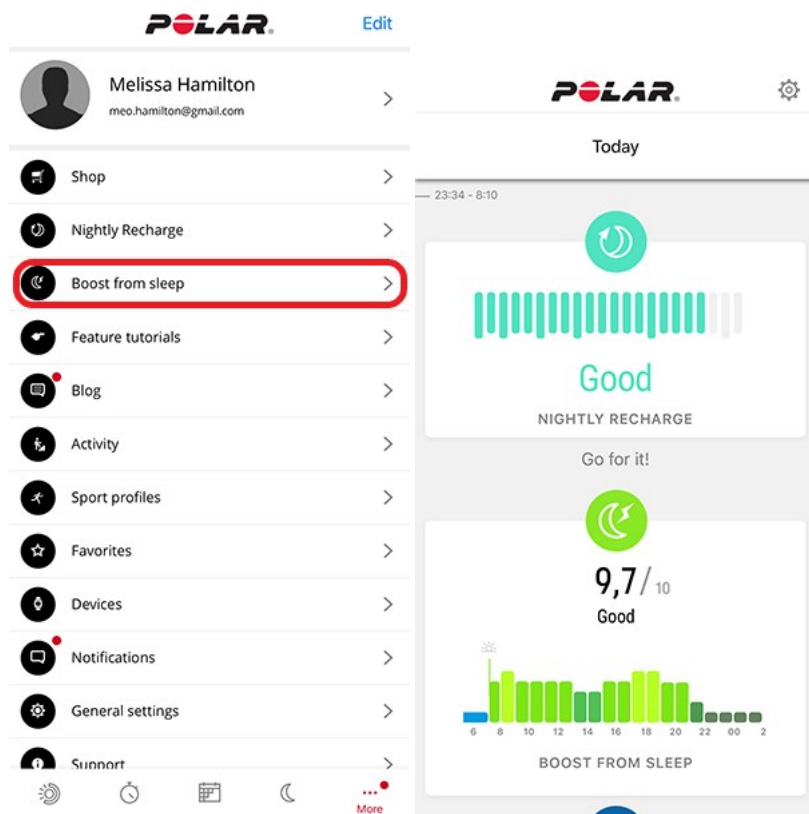 POLAR.
Edit
Melissa Hamilton
meo.hamilton@gmail.com
Shop
Nightly Recharge
Boost from sleep
Feature tutorials
Blog
Activity
Sport profiles
Favorites
Devices
Notifications
General settings
Support
More
POLAR.
Today
23:34 - 8:10
Good
NIGHTLY RECHARGE
Go for it!
9,7/ 10
Good
6 8 10 12 14 16 18 20 22 00 2
BOOST FROM SLEEP